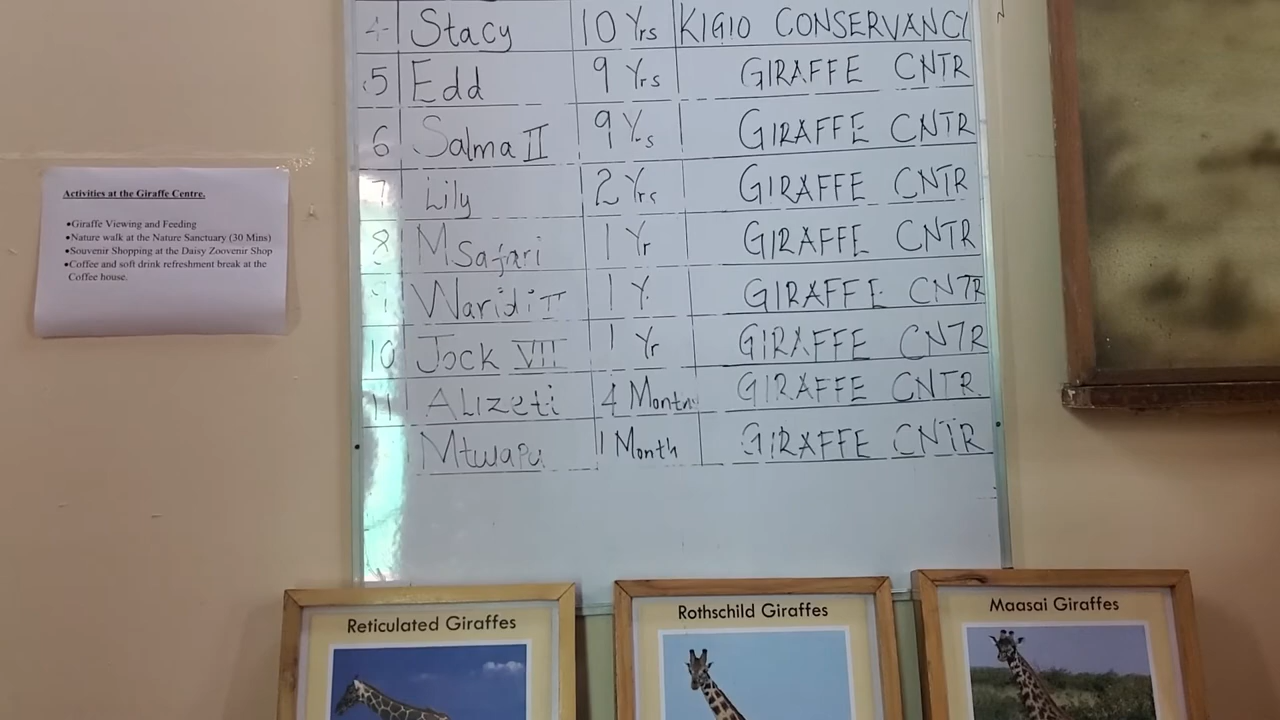 4 Stacy 10 Yrs KIGIO CONSERVANCY
5 Edd 9 Yrs GIRAFFE CNTR
6 Salma II 9 Yrs GIRAFFE CNTR
7 Lily 2 Yrs GIRAFFE CNTR
8 MSafari 1 Yr GIRAFFE CNTR
9 Waridi II 1 Y. GIRAFFE CNTR
10 Jock VII 1 Yr GIRAFFE CNTR
11 Alizeti 4 Month GIRAFFE CNTR.
Mtwapa 1 Month GIRAFFE CNTR
Activities at the Giraffe Centre.
•Giraffe Viewing and Feeding
•Nature walk at the Nature Sanctuary (30 Mins)
•Souvenir Shopping at the Daisy Zoovenir Shop
•Coffee and soft drink refreshment break at the
Coffee house.
Reticulated Giraffes
Rothschild Giraffes
Maasai Giraffes